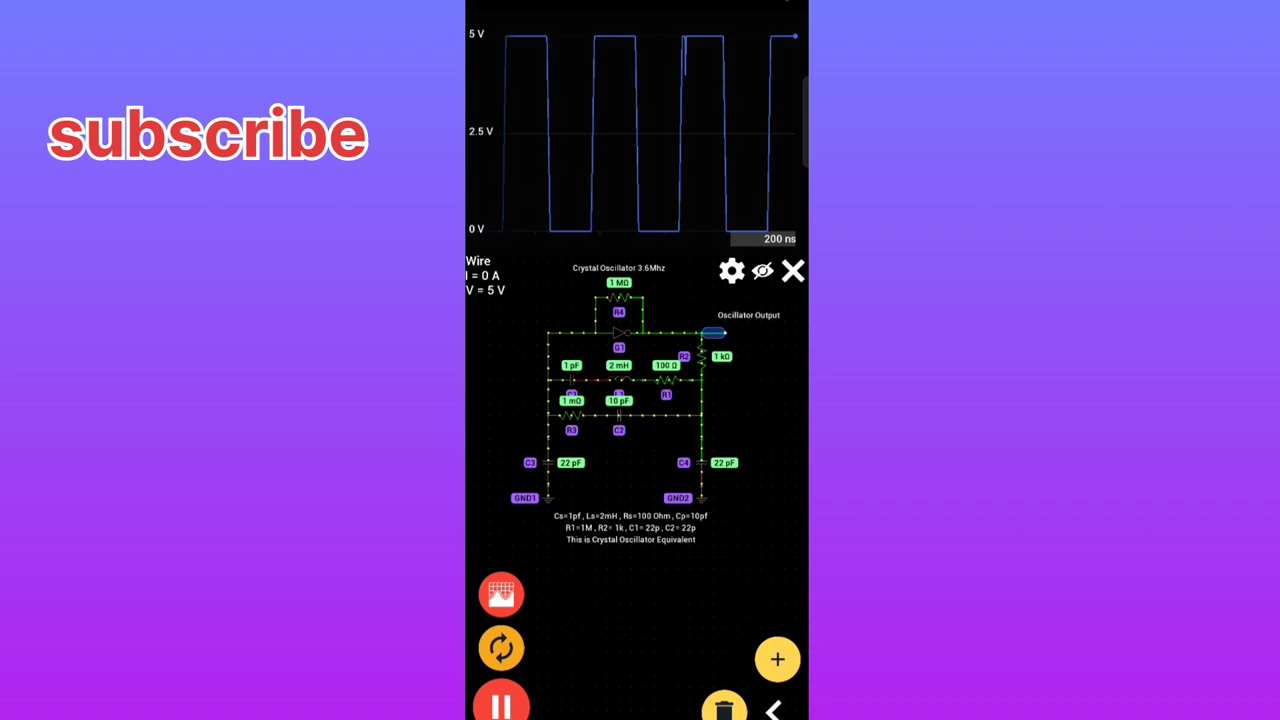 5 V
subscribe
2.5 V
0 V
200 ns
Wire
I = 0 A
V = 5 V
Crystal Oscillator 3.6Mhz
1 MΩ
R4
Oscillator Output
G1
R2
1 kΩ
1 pF
2 mH
100 Ω
R1
1 mΩ
10 pF
R3
C2
C3
22 pF
C4
22 pF
GND1
GND2
Cs=1pf , Ls=2mH , Rs=100 Ohm , Cp=10pf
R1=1M , R2= 1k , C1= 22p , C2= 22p
This is Crystal Oscillator Equivalent